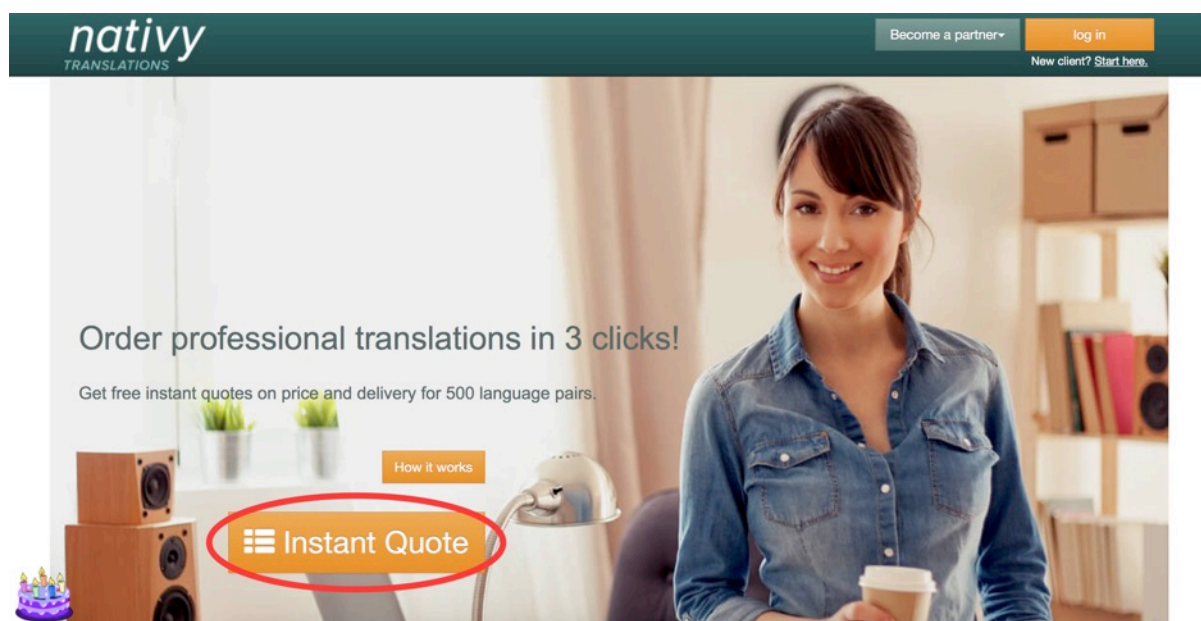 nativy
TRANSLATIONS
Become a partner
log in
New client? Start here.
Order professional translations in 3 clicks!
Get free instant quotes on price and delivery for 500 language pairs.
How it works
Instant Quote